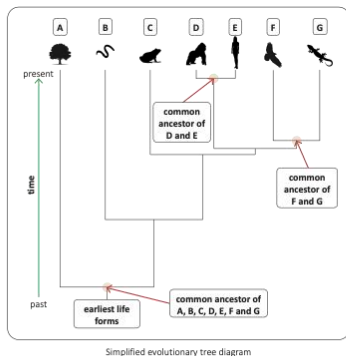 A B C D E F G
present
common
ancestor of
D and E
common
ancestor of
F and G
time
past
earliest life
forms
common ancestor of
A, B, C, D, E, F and G
Simplified evolutionary tree diagram